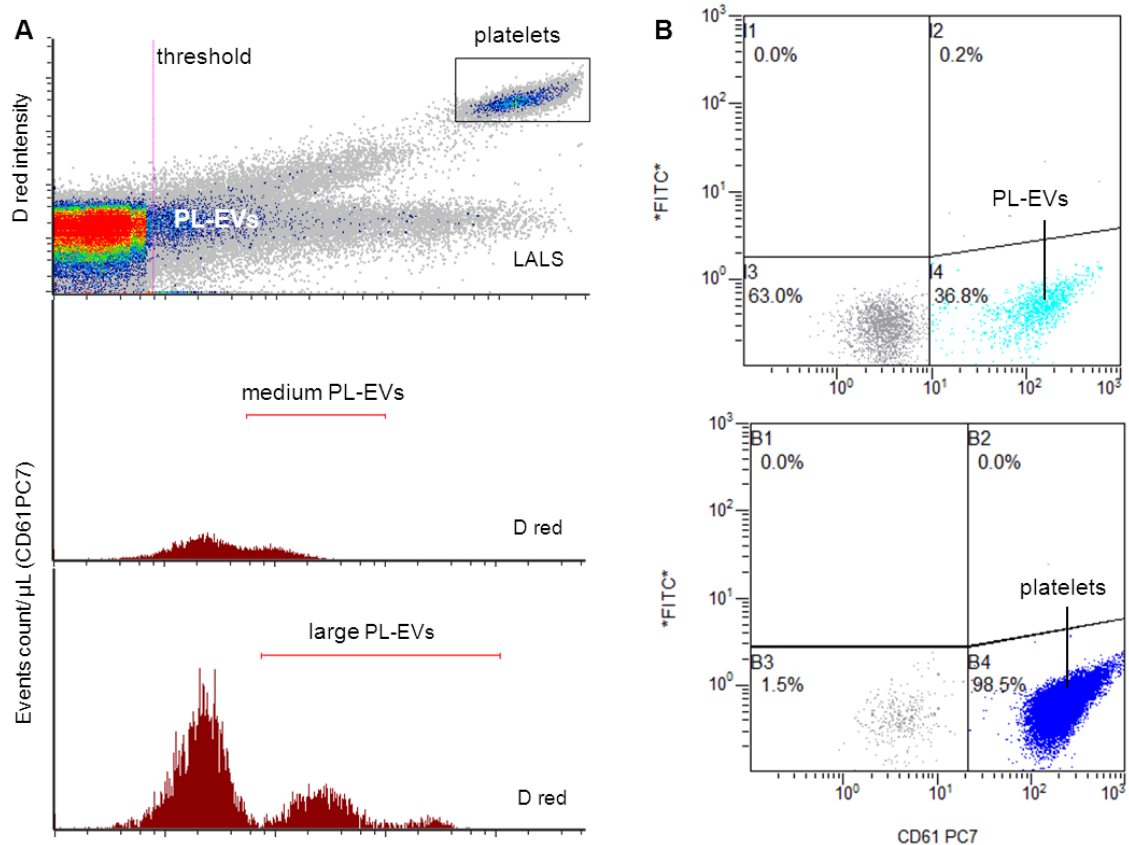 A
threshold
platelets
D red intensity
PL-EVs
LALS
medium PL-EVs
D red
Events count/ μL (CD61PC7)
large PL-EVs
D red
B
10³
10²
10¹
10⁰
*FITC*
I1
0.0%
I2
0.2%
PL-EVs
I3
63.0%
I4
36.8%
10⁰ 10¹ 10² 10³
10³
10²
10¹
10⁰
*FITC*
B1
0.0%
B2
0.0%
platelets
B3
1.5%
B4
98.5%
10⁰ 10¹ 10² 10³
CD61 PC7